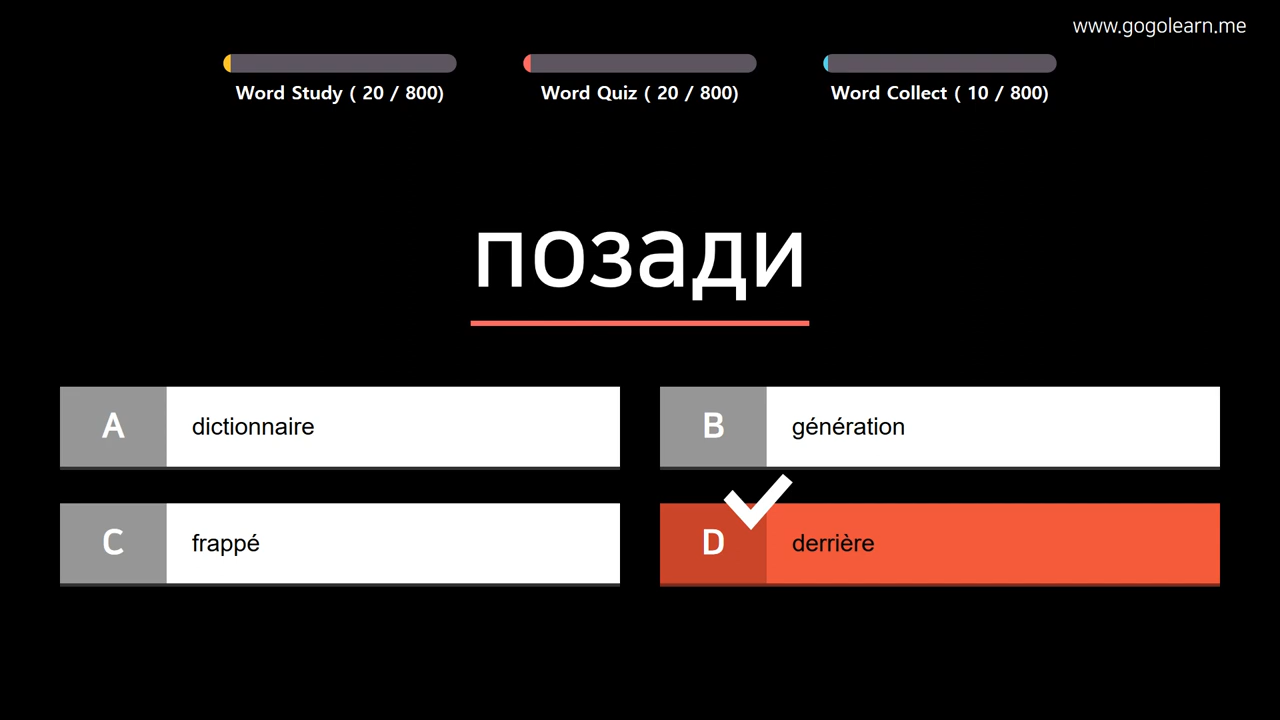 www.gogolearn.me
Word Study ( 20 / 800)
Word Quiz ( 20 / 800)
Word Collect ( 10 / 800)
позади
A dictionnaire
B génération
C frappé
D derrière